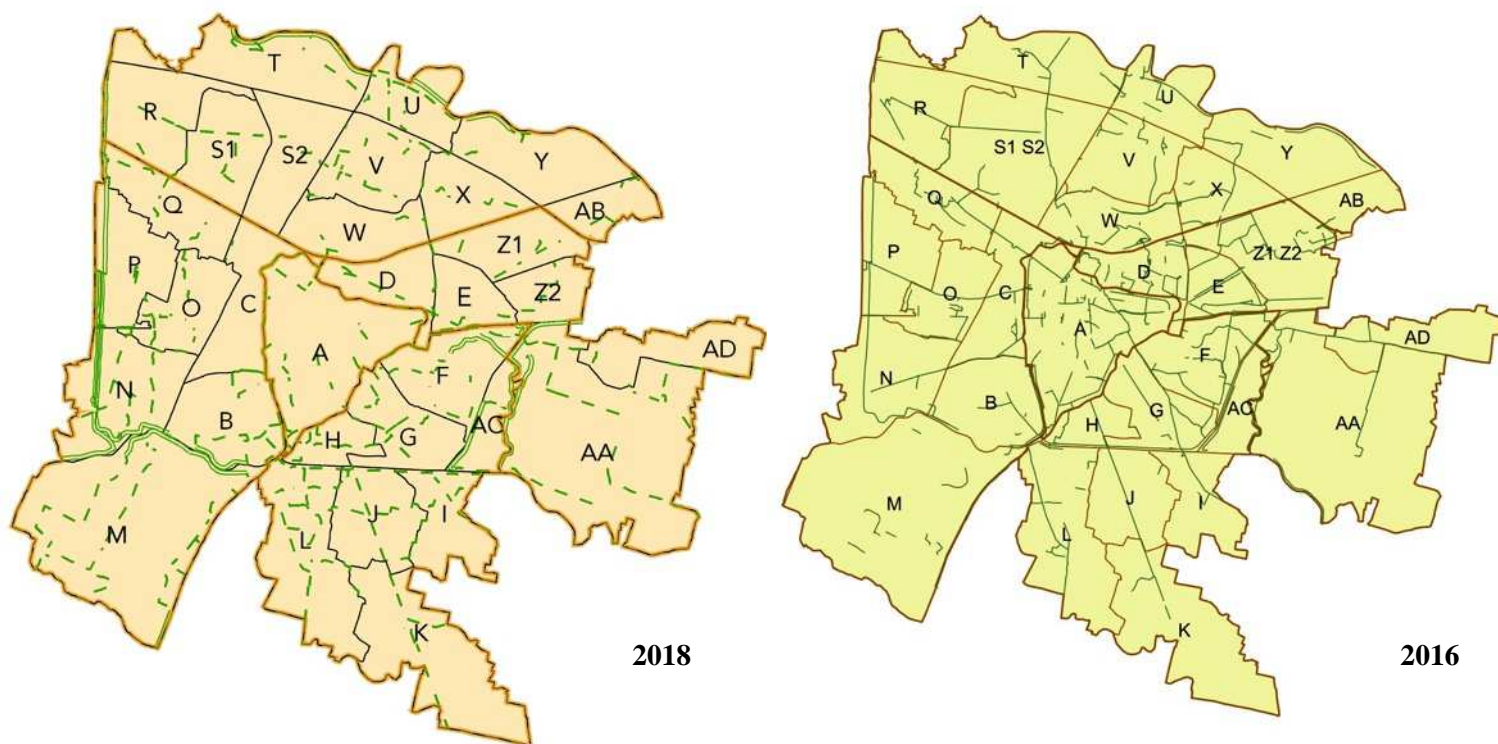 T
U
R
S1
S2
V
Y
Q
X
AB
W
Z1
P
D
O
C
E
Z2
A
AD
F
N
B
H
G
AC
AA
M
L
J
I
K
2018
T
U
R
S1 S2
V
Y
Q
X
AB
W
P
D
Z1 Z2
O
C
E
A
AD
F
N
B
H
G
AC
AA
M
J
I
L
K
2016